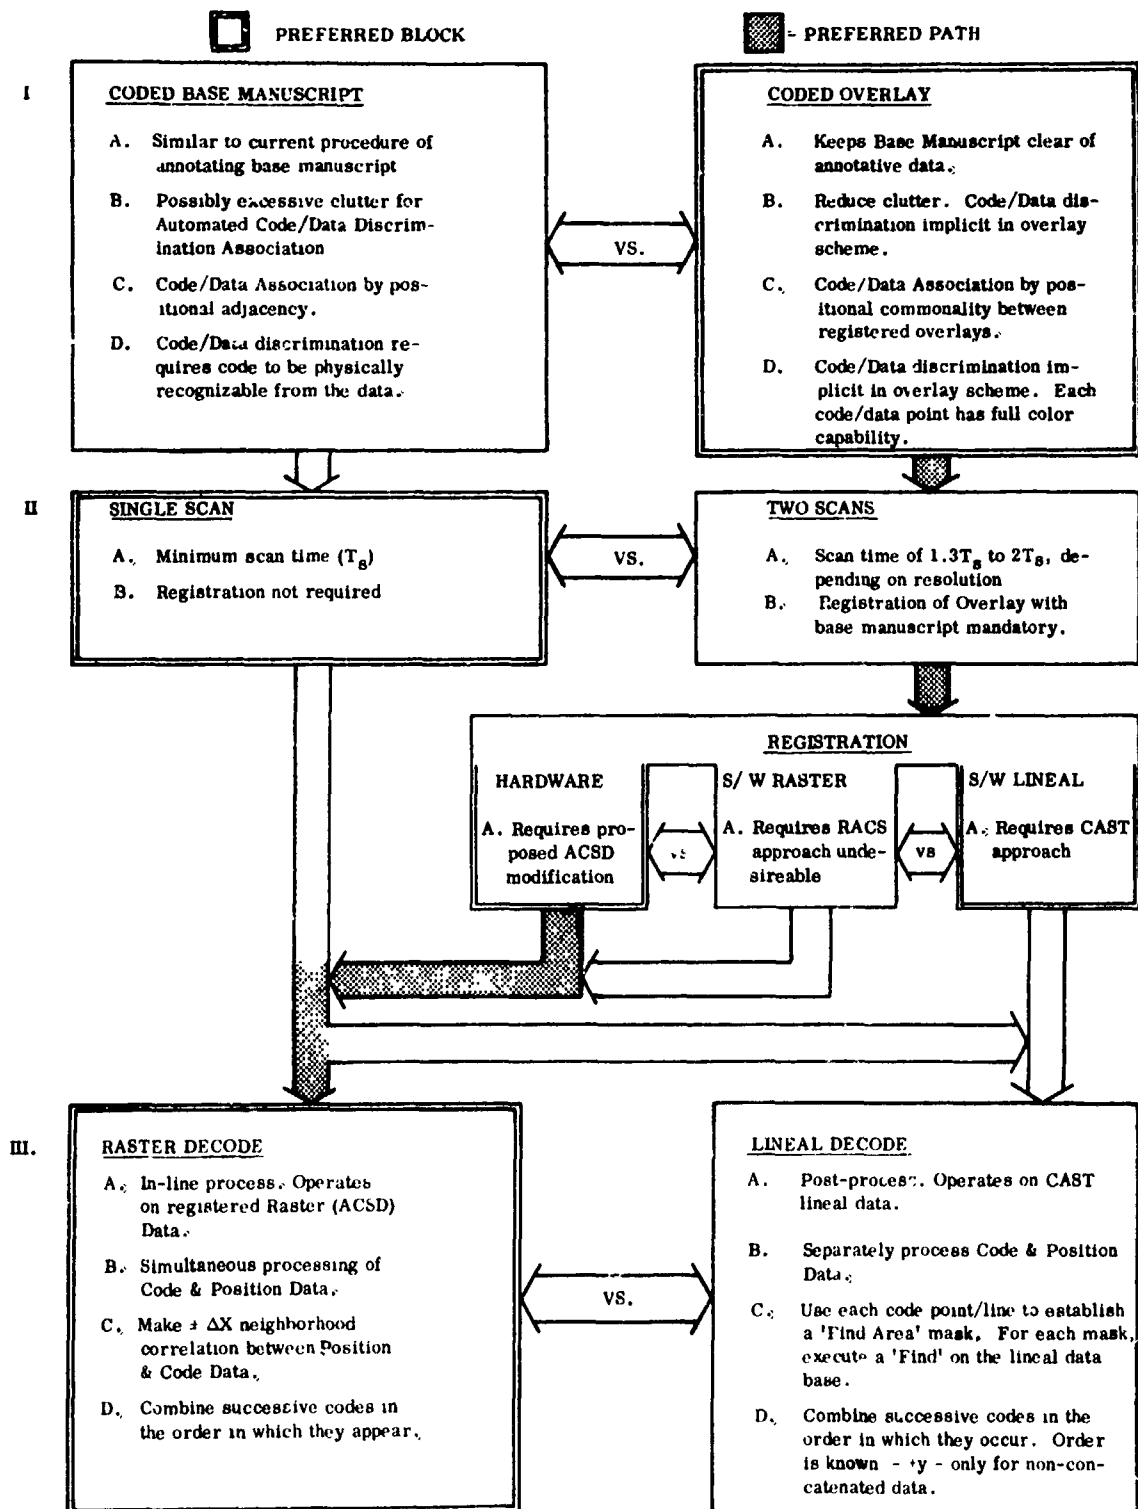 PREFERRED BLOCK
- PREFERRED PATH
I
CODED BASE MANUSCRIPT
A. Similar to current procedure of
annotating base manuscript
B. Possibly excessive clutter for
Automated Code/Data Discrim-
ination Association
C. Code/Data Association by pos-
itional adjacency.
D. Code/Data discrimination re-
quires code to be physically
recognizable from the data.
VS.
CODED OVERLAY
A. Keeps Base Manuscript clear of
annotative data.
B. Reduce clutter. Code/Data dis-
crimination implicit in overlay
scheme.
C. Code/Data Association by pos-
itional commonality between
registered overlays.
D. Code/Data discrimination im-
plicit in overlay scheme. Each
code/data point has full color
capability.
II
SINGLE SCAN
A. Minimum scan time (Ts)
B. Registration not required
VS.
TWO SCANS
A. Scan time of 1.3Ts to 2Ts, de-
pending on resolution
B. Registration of Overlay with
base manuscript mandatory.
REGISTRATION
HARDWARE
A. Requires pro-
posed ACSD
modification
vs
S/W RASTER
A. Requires RACS
approach unde-
sireable
vs
S/W LINEAL
A. Requires CAST
approach
III.
RASTER DECODE
A. In-line process. Operates
on registered Raster (ACSD)
Data.
B. Simultaneous processing of
Code & Position Data.
C. Make ± ΔX neighborhood
correlation between Position
& Code Data.
D. Combine successive codes in
the order in which they appear.
VS.
LINEAL DECODE
A. Post-process. Operates on CAST
lineal data.
B. Separately process Code & Position
Data.
C. Use each code point/line to establish
a 'Find Area' mask. For each mask,
execute a 'Find' on the lineal data
base.
D. Combine successive codes in the
order in which they occur. Order
is known - +y - only for non-con-
catenated data.